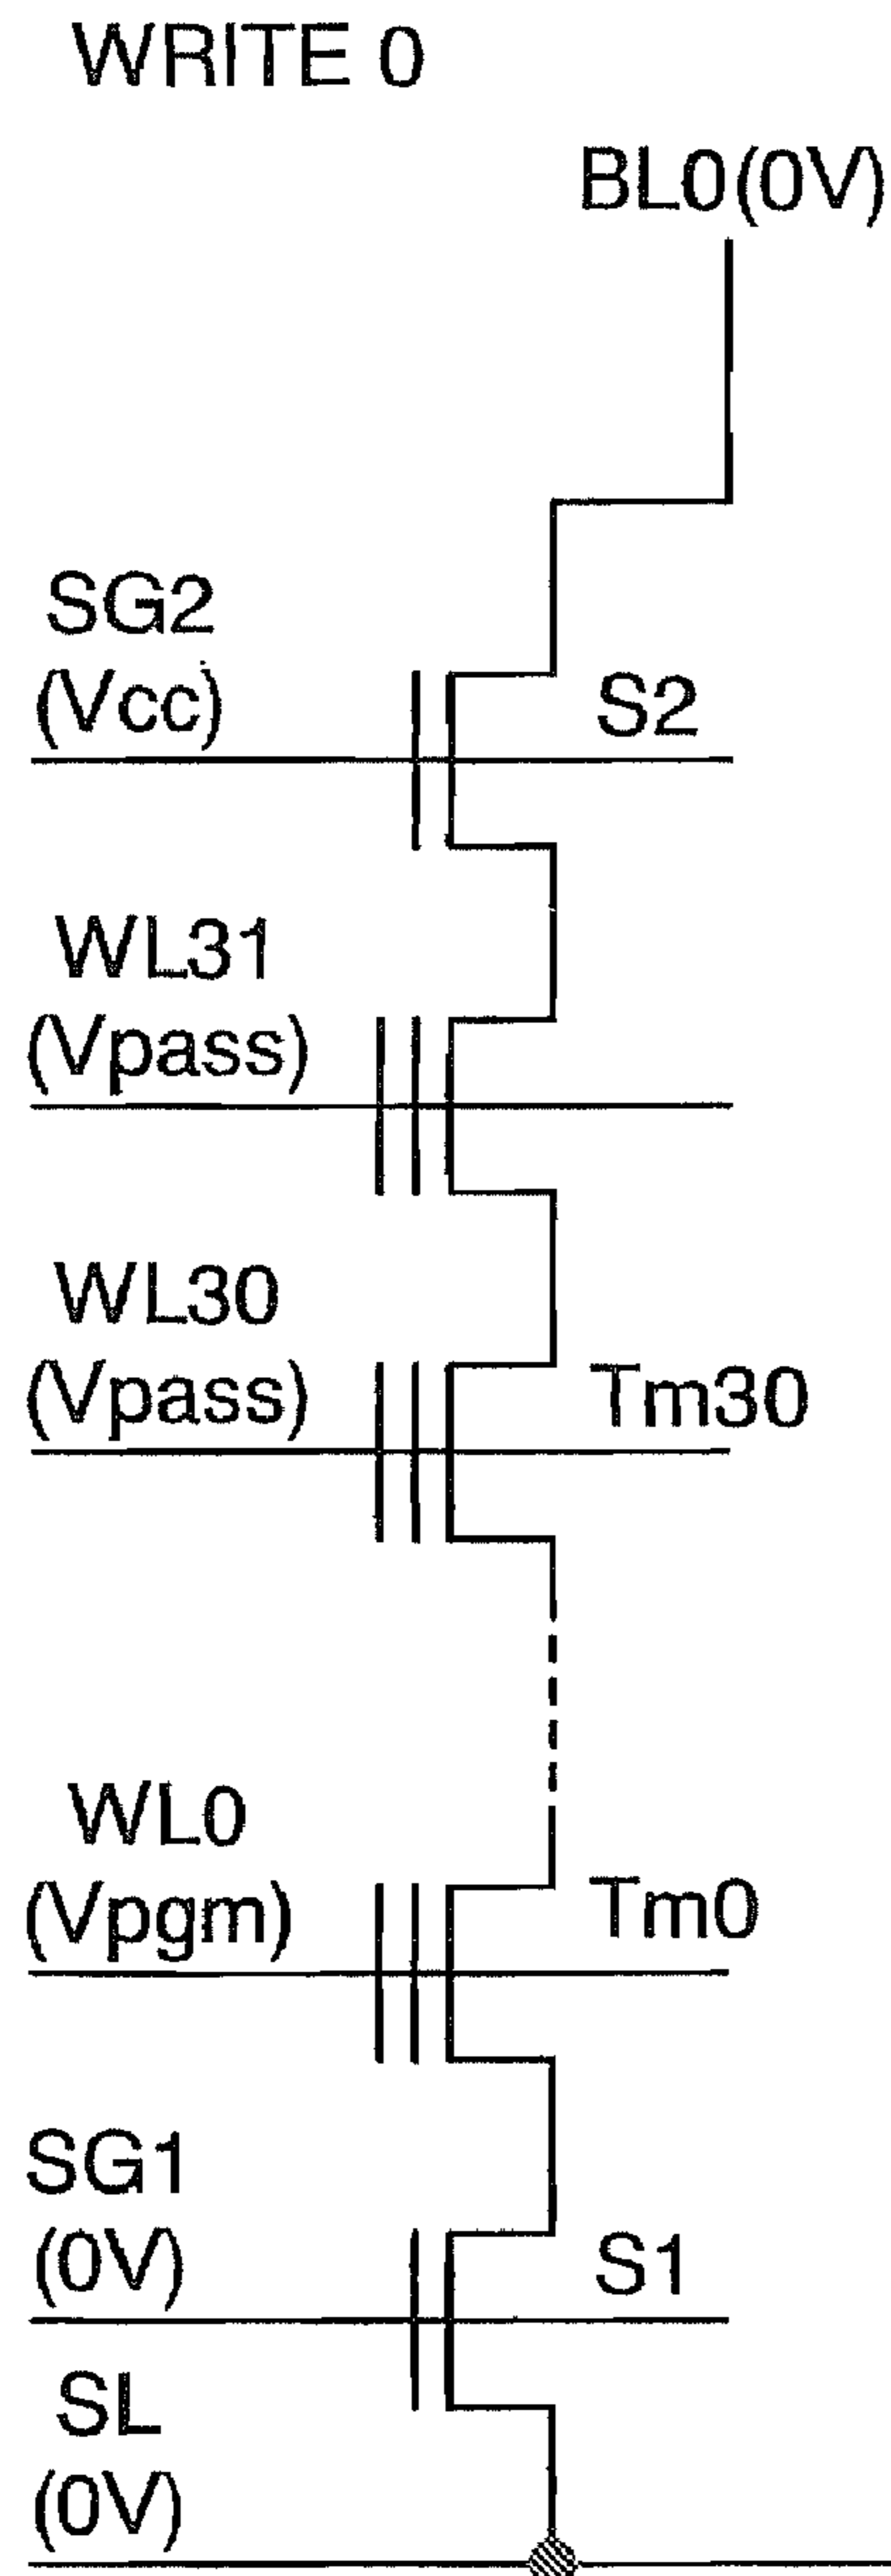 WRITE 0
BL0(0V)
SG2
(Vcc)
S2
WL31
(Vpass)
WL30
(Vpass)
Tm30
WL0
(Vpgm)
Tm0
SG1
(0V)
S1
SL
(0V)